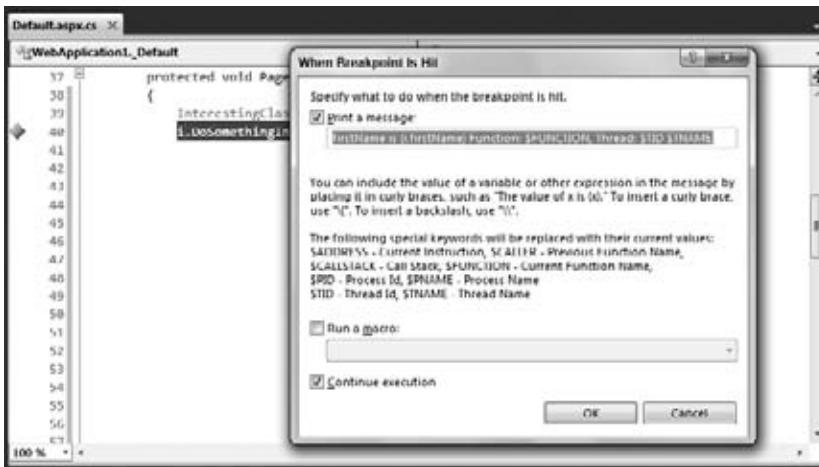 Default.aspx.cs ✕
WebApplication1._Default
37 protected void Page
38 {
39 InterestingClas
40 i.DoSomethingIn
41
42
43
44
45
46
47
48
49
50
51
52
53
54
55
56
57
100 %
When Breakpoint Is Hit
Specify what to do when the breakpoint is hit.
Print a message:
firstName is {i.firstName} Function: $FUNCTION, Thread: $TID $TNAME
You can include the value of a variable or other expression in the message by
placing it in curly braces, such as "The value of x is {x}." To insert a curly brace,
use "\{". To insert a backslash, use "\\".
The following special keywords will be replaced with their current values:
$ADDRESS - Current Instruction, $CALLER - Previous Function Name,
$CALLSTACK - Call Stack, $FUNCTION - Current Function Name,
$PID - Process Id, $PNAME - Process Name
$TID - Thread Id, $TNAME - Thread Name
Run a macro:
Continue execution
OK
Cancel